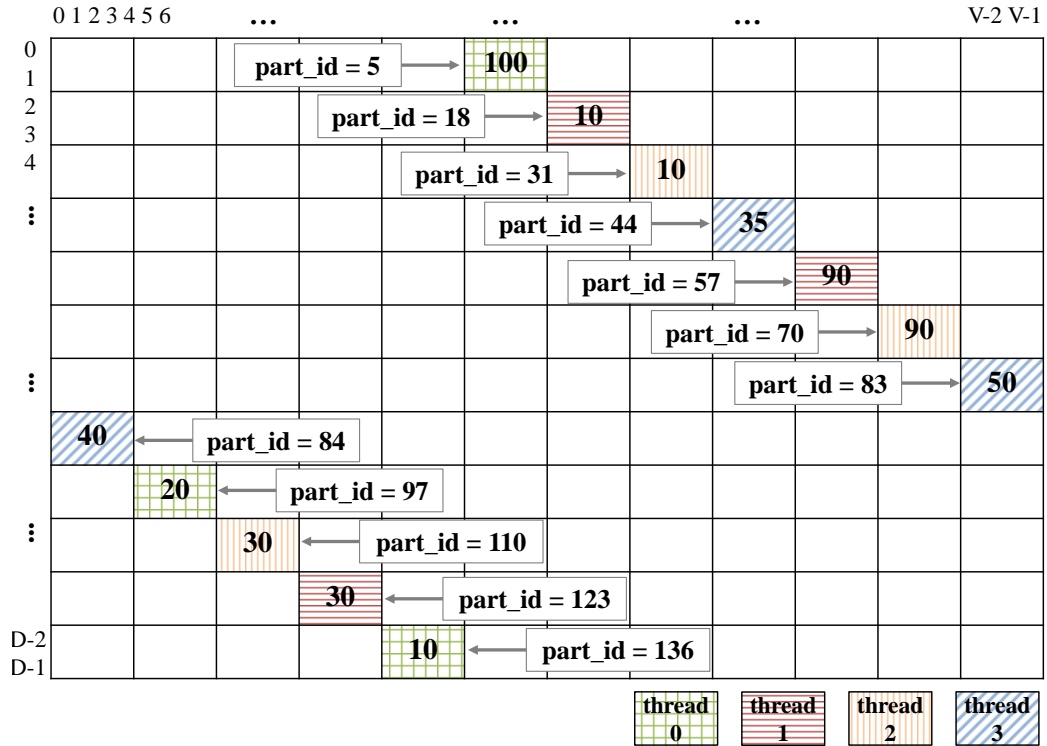 0 1 2 3 4 5 6 ... ... ... V-2 V-1
0
1
part_id = 5 100
2
3
part_id = 18 10
4
part_id = 31 10
⋮
part_id = 44 35
part_id = 57 90
part_id = 70 90
⋮
part_id = 83 50
40 part_id = 84
20 part_id = 97
⋮
30 part_id = 110
30 part_id = 123
D-2
D-1
10 part_id = 136
thread
0
thread
1
thread
2
thread
3